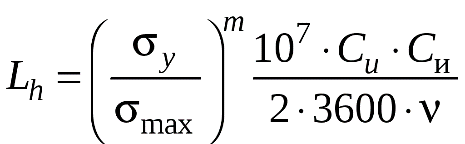 L_h = (σ_y / σ_max)^m 10^7 · C_u · C_и / 2 · 3600 · ν